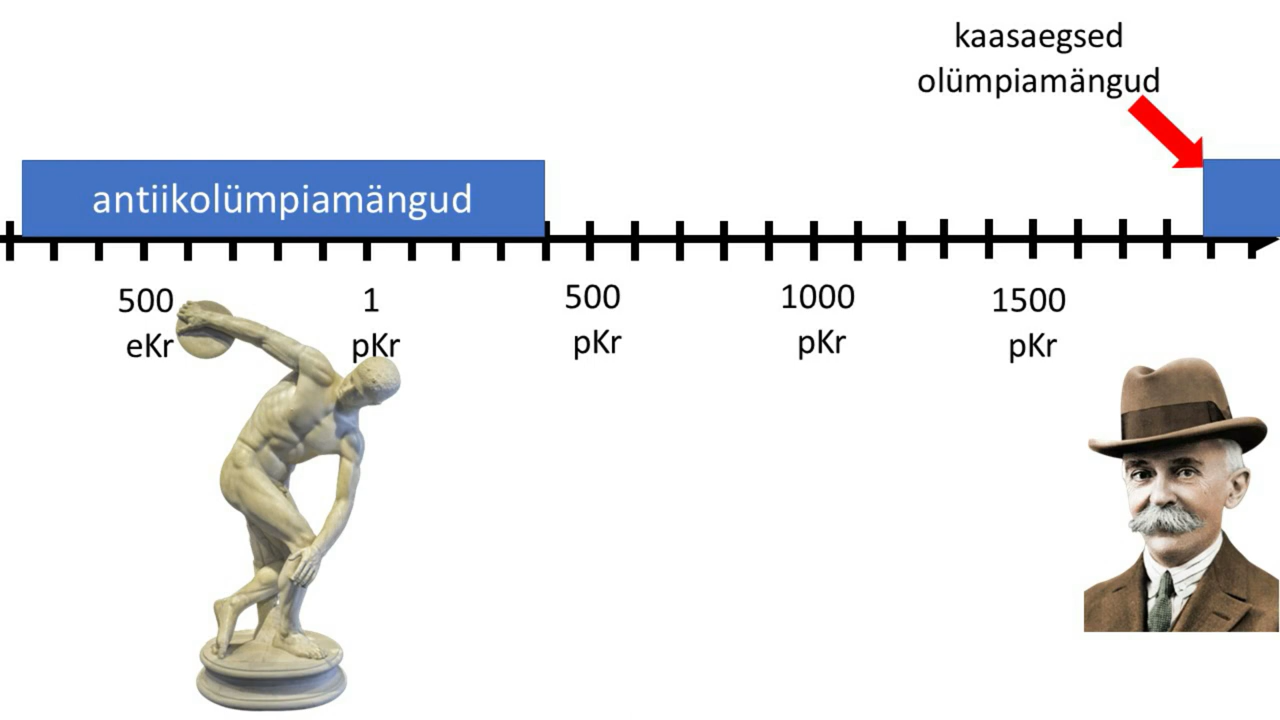 kaasaegsed
olümpiamängud
antiikolümpiamängud
500
eKr
1
pKr
500
pKr
1000
pKr
1500
pKr